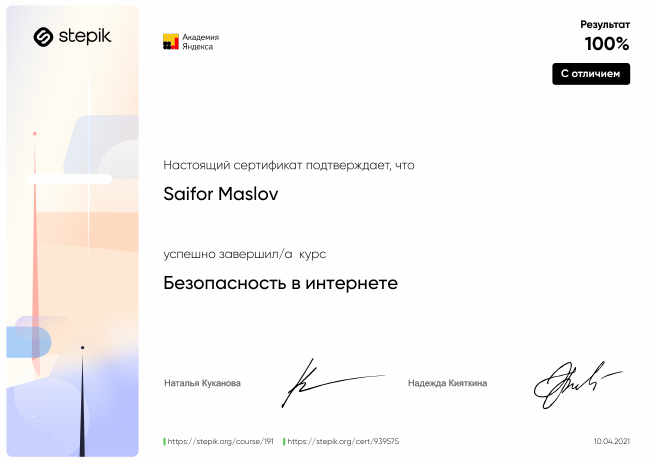 stepik
Академия
Яндекса
Результат
100%
С отличием
Настоящий сертификат подтверждает, что
Saifor Maslov
успешно завершил/а курс
Безопасность в интернете
Наталья Куканова
Надежда Кияткина
https://stepik.org/course/191
https://stepik.org/cert/939575
10.04.2021